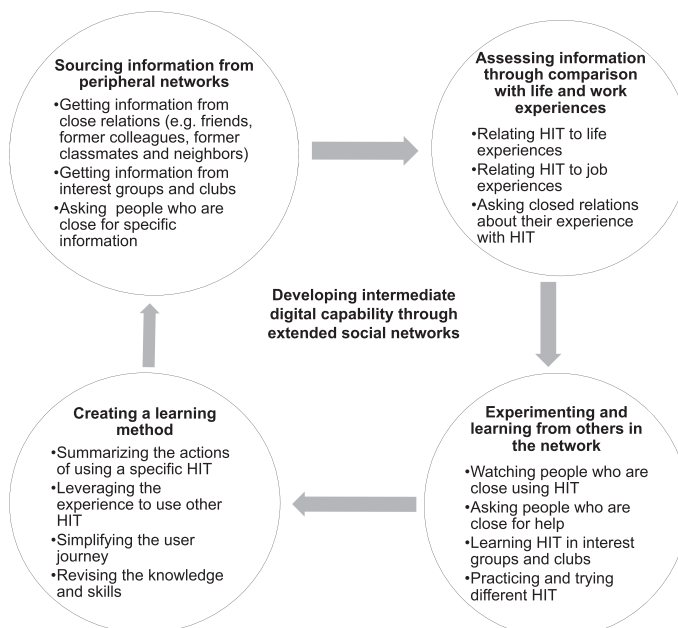 Sourcing information from
peripheral networks
•Getting information from
close relations (e.g. friends,
former colleagues, former
classmates and neighbors)
•Getting information from
interest groups and clubs
•Asking people who are
close for specific
information
Assessing information
through comparison
with life and work
experiences
•Relating HIT to life
experiences
•Relating HIT to job
experiences
•Asking closed relations
about their experience
with HIT
Developing intermediate
digital capability through
extended social networks
Creating a learning
method
•Summarizing the actions
of using a specific HIT
•Leveraging the
experience to use other
HIT
•Simplifying the user
journey
•Revising the knowledge
and skills
Experimenting and
learning from others in
the network
•Watching people who are
close using HIT
•Asking people who are
close for help
•Learning HIT in interest
groups and clubs
•Practicing and trying
different HIT